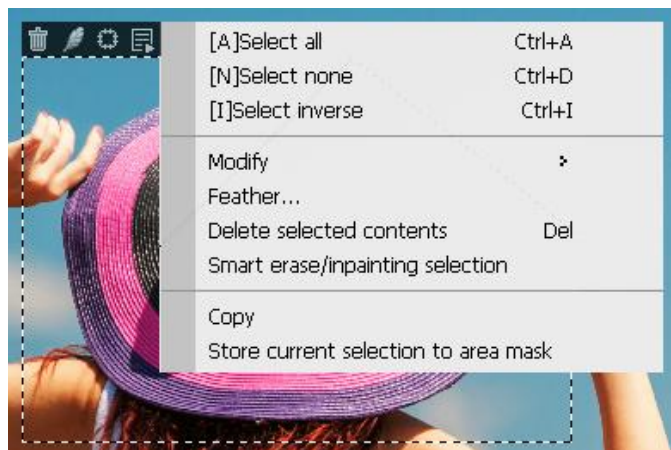 [A]Select all Ctrl+A
[N]Select none Ctrl+D
[I]Select inverse Ctrl+I
Modify
Feather...
Delete selected contents Del
Smart erase/inpainting selection
Copy
Store current selection to area mask